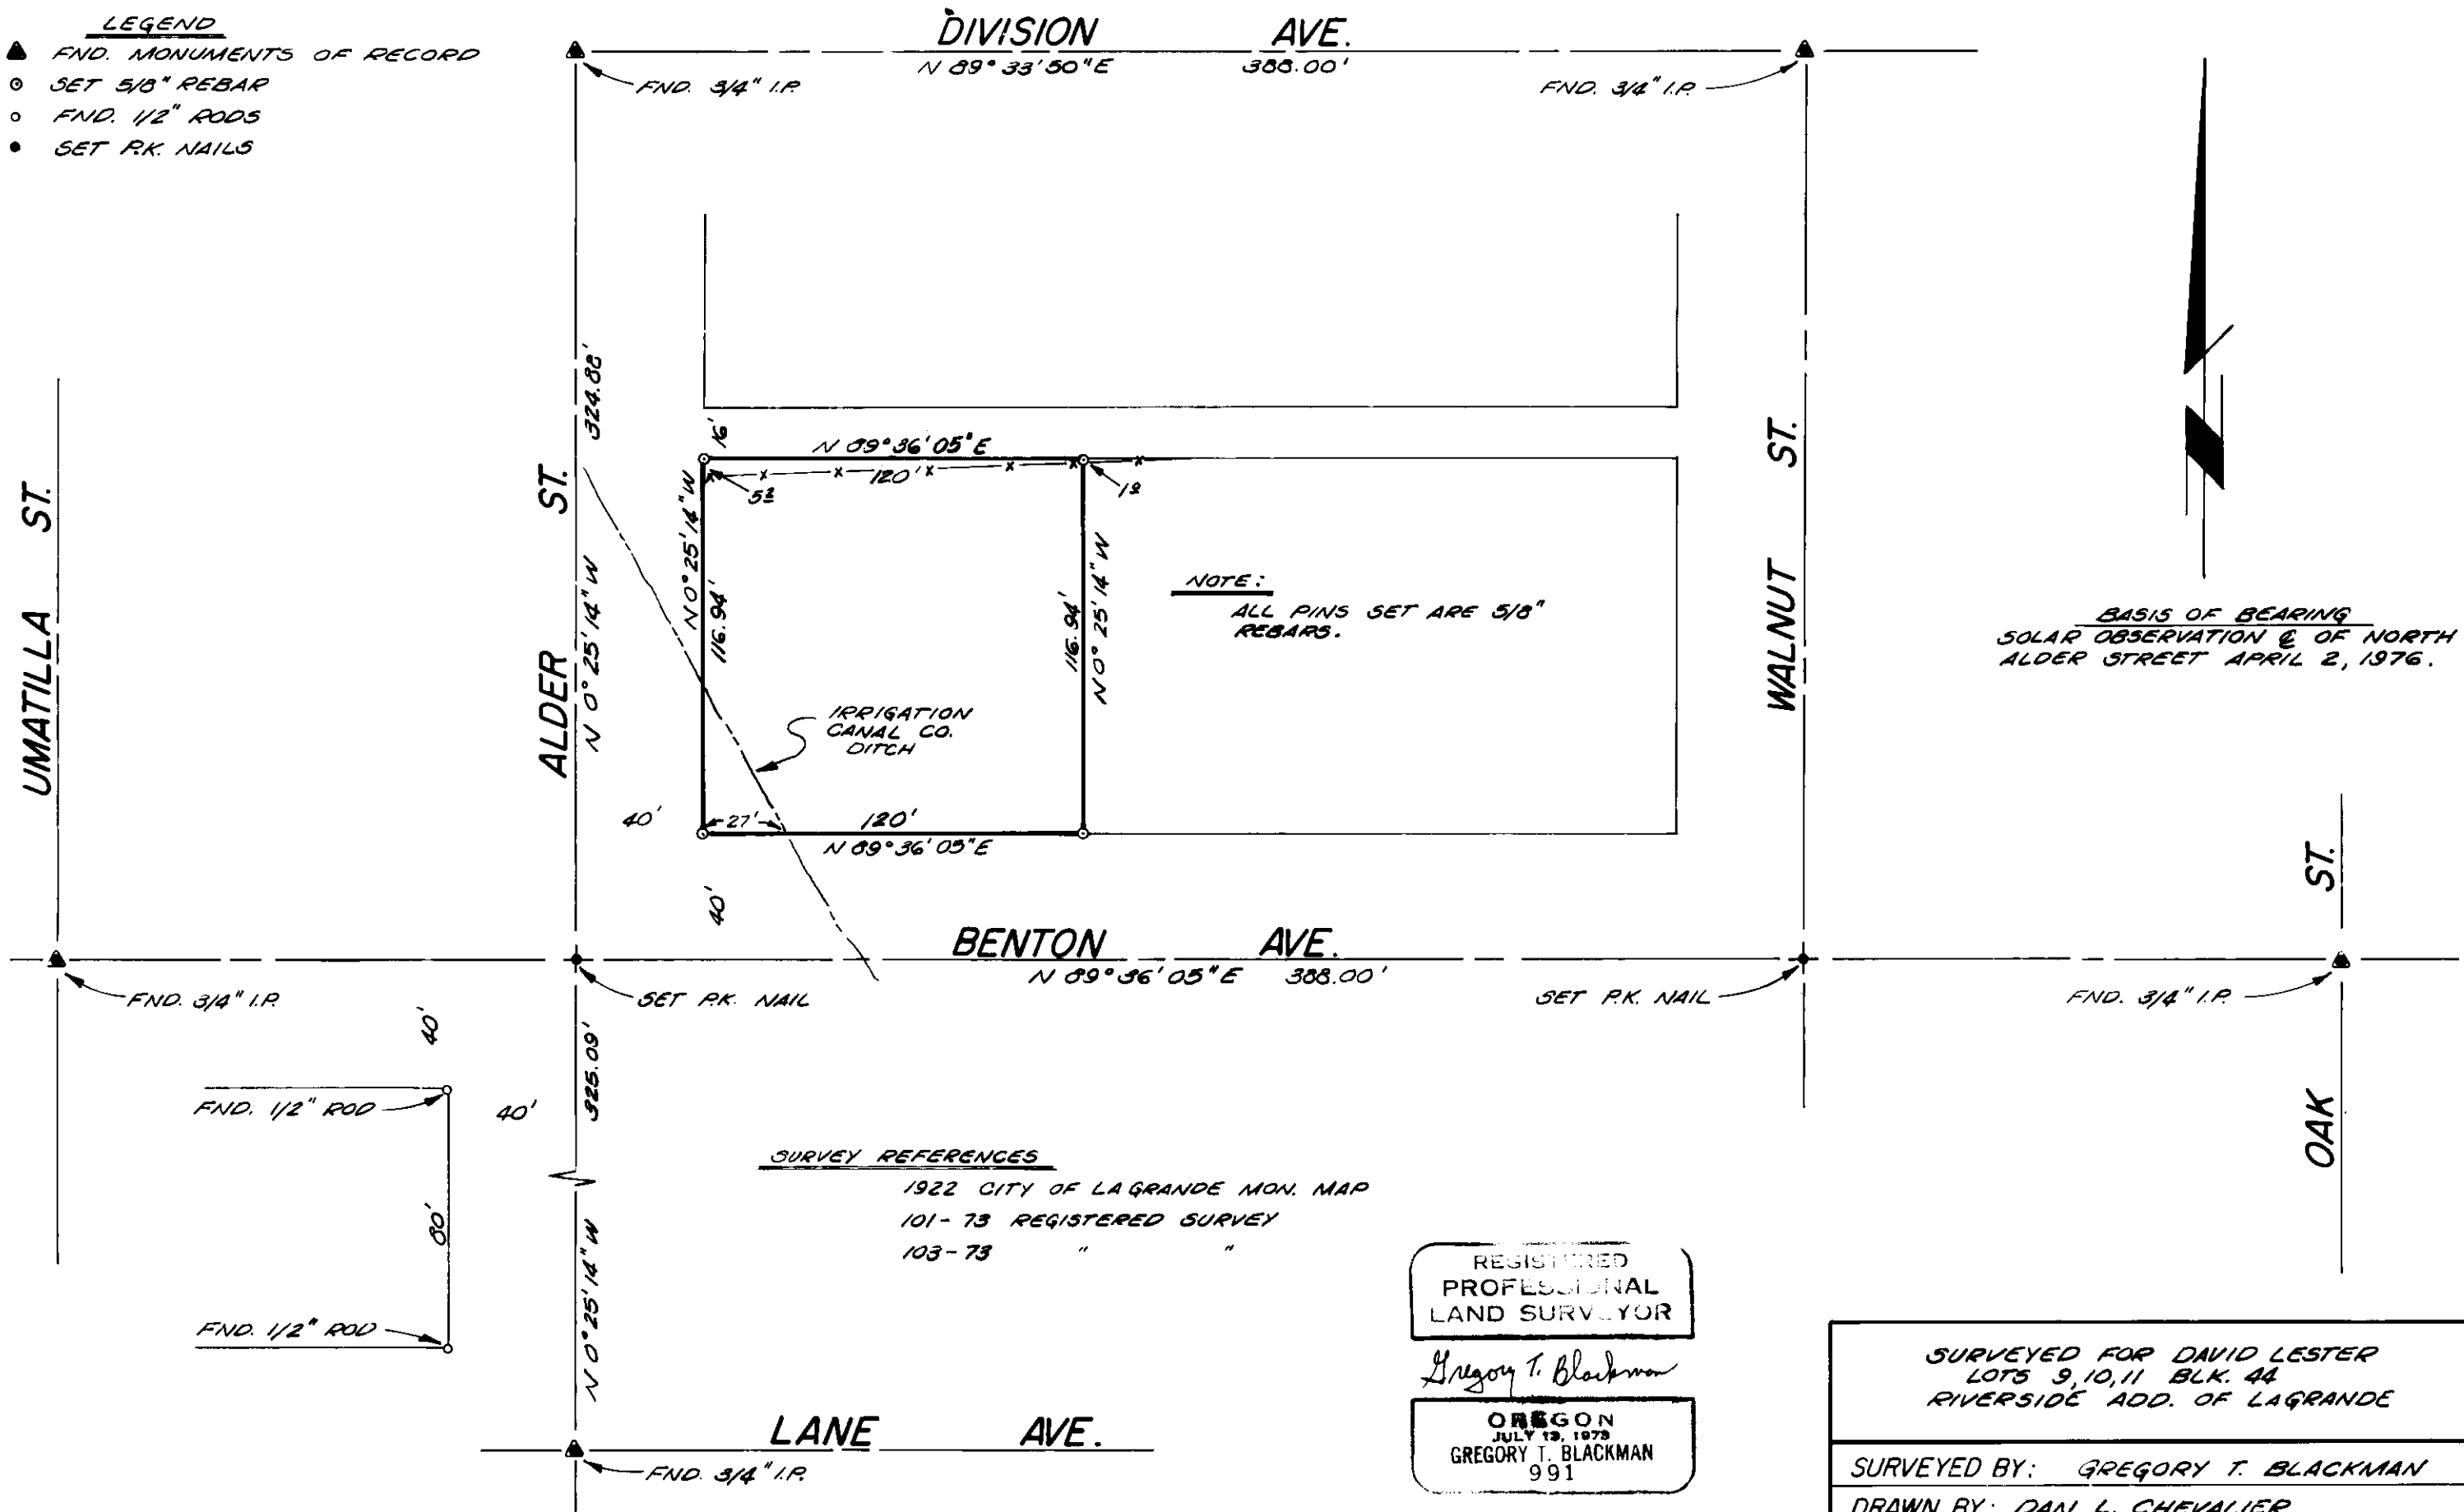 LEGEND
FND. MONUMENTS OF RECORD
SET 5/8" REBAR
FND. 1/2" RODS
SET P.K. NAILS
DIVISION AVE.
N 89° 33' 50" E 388.00'
FND. 3/4" I.P.
FND. 3/4" I.P.
UMATILLA ST.
ALDER ST.
324.88'
N 0° 25' 14" W
16'
N 89° 36' 05" E
120'
N 0° 25' 14" W
116.94'
116.94'
N 0° 25' 14" W
NOTE:
ALL PINS SET ARE 5/8"
REBARS.
IRRIGATION
CANAL CO.
DITCH
40'
27'
120'
N 89° 36' 05" E
40'
WALNUT ST.
BASIS OF BEARING
SOLAR OBSERVATION ℄ OF NORTH
ALDER STREET APRIL 2, 1976.
BENTON AVE.
N 89° 36' 05" E 388.00'
FND. 3/4" I.P.
SET P.K. NAIL
SET P.K. NAIL
FND. 3/4" I.P.
OAK ST.
40'
FND. 1/2" ROD
40'
80'
FND. 1/2" ROD
325.09'
N 0° 25' 14" W
SURVEY REFERENCES
1922 CITY OF LA GRANDE MON. MAP
101-73 REGISTERED SURVEY
103-73 " "
LANE AVE.
FND. 3/4" I.P.
REGISTERED
PROFESSIONAL
LAND SURVEYOR
Gregory T. Blackman
OREGON
JULY 13, 1973
GREGORY T. BLACKMAN
991
SURVEYED FOR DAVID LESTER
LOTS 9,10,11 BLK. 44
RIVERSIDE ADD. OF LAGRANDE
SURVEYED BY: GREGORY T. BLACKMAN
DRAWN BY: DAN L. CHEVALIER